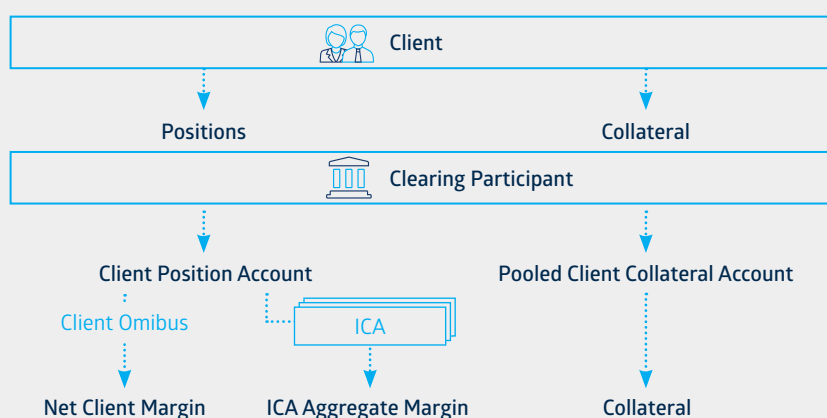 Client
Positions
Collateral
Clearing Participant
Client Position Account
Pooled Client Collateral Account
Client Omibus
ICA
Net Client Margin
ICA Aggregate Margin
Collateral